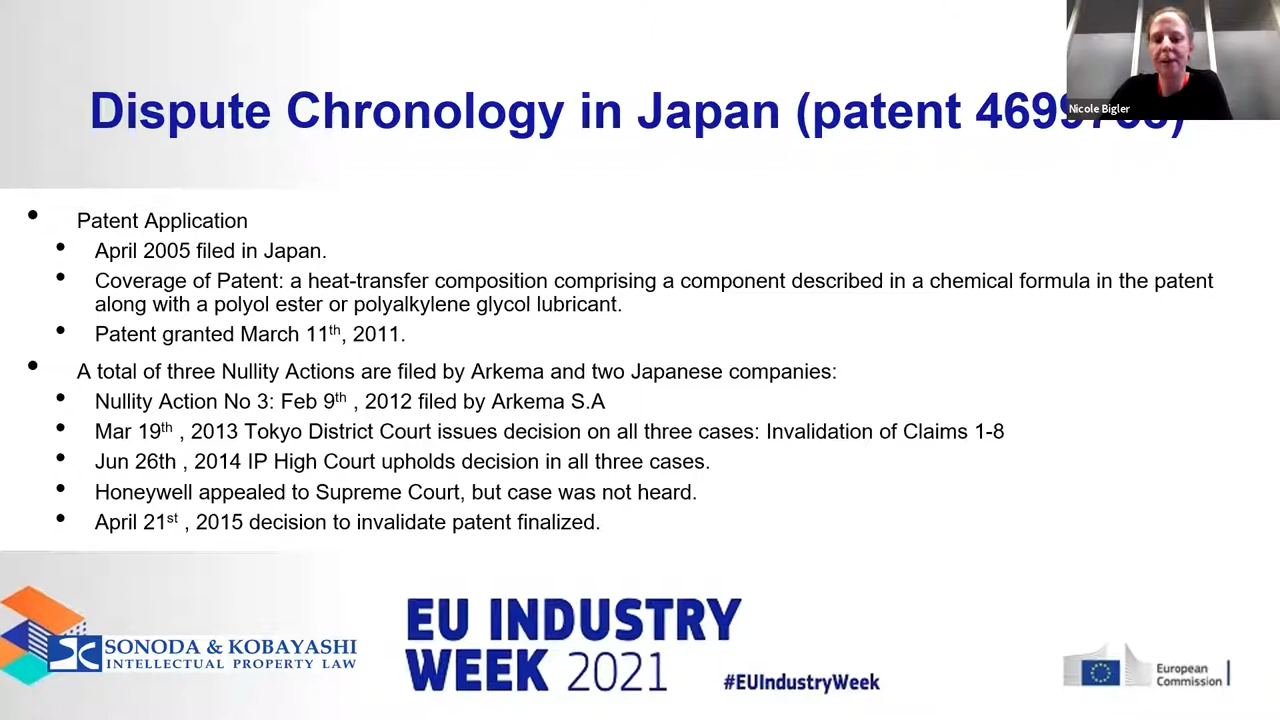 Nicole Bigler
Dispute Chronology in Japan (patent
• Patent Application
• April 2005 filed in Japan.
• Coverage of Patent: a heat-transfer composition comprising a component described in a chemical formula in the patent
along with a polyol ester or polyalkylene glycol lubricant.
• Patent granted March 11th, 2011.
• A total of three Nullity Actions are filed by Arkema and two Japanese companies:
• Nullity Action No 3: Feb 9th , 2012 filed by Arkema S.A
• Mar 19th , 2013 Tokyo District Court issues decision on all three cases: Invalidation of Claims 1-8
• Jun 26th , 2014 IP High Court upholds decision in all three cases.
• Honeywell appealed to Supreme Court, but case was not heard.
• April 21st , 2015 decision to invalidate patent finalized.
SONODA & KOBAYASHI
INTELLECTUAL PROPERTY LAW
EU INDUSTRY
WEEK 2021
#EUIndustryWeek
European
Commission